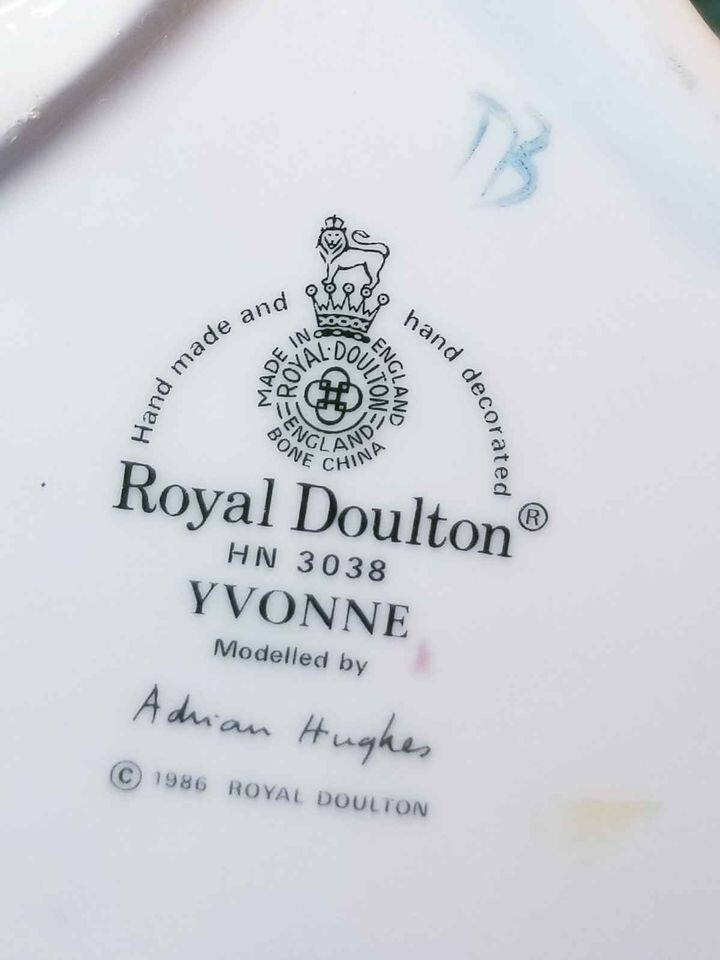 Hand made and hand decorated
MADE IN ENGLAND
ROYAL·DOULTON
ENGLAND
BONE CHINA
Royal Doulton®
HN 3038
YVONNE
Modelled by
Adrian Hughes
© 1986 ROYAL DOULTON